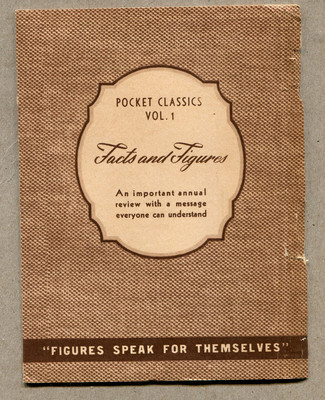 POCKET CLASSICS
VOL. 1
Facts and Figures
An important annual
review with a message
everyone can understand
"FIGURES SPEAK FOR THEMSELVES"